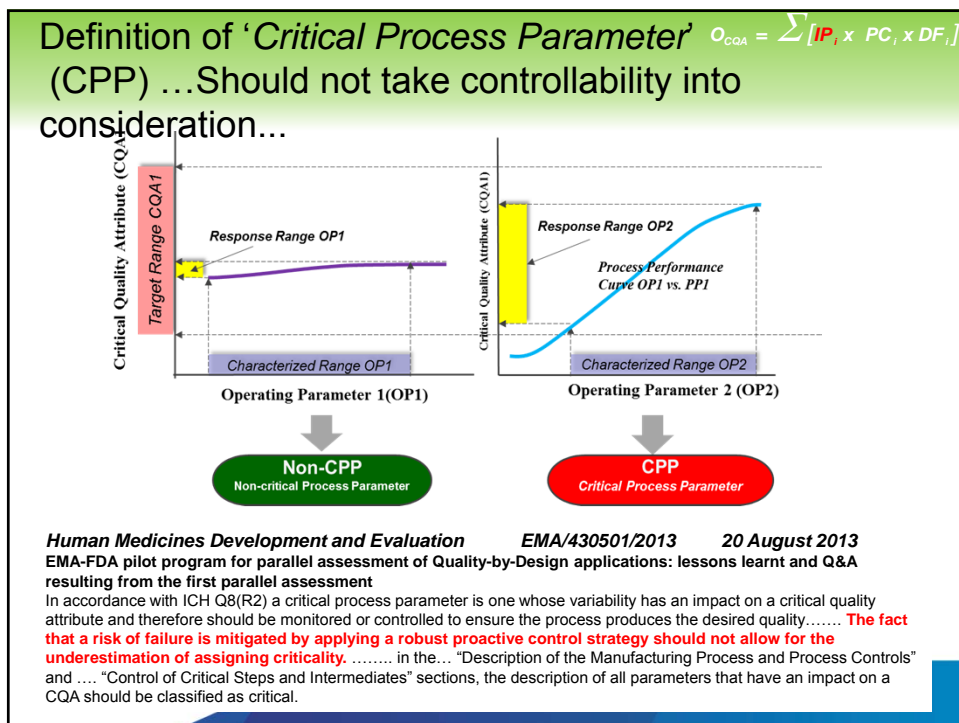 Definition of ‘Critical Process Parameter’
(CPP) …Should not take controllability into
consideration...
O_CQA = Σ[IP_i x PC_i x DF_i]
Critical Quality Attribute (CQA1)
Target Range CQA1
Response Range OP1
Characterized Range OP1
Operating Parameter 1(OP1)
Critical Quality Attribute (CQA1)
Response Range OP2
Process Performance
Curve OP1 vs. PP1
Characterized Range OP2
Operating Parameter 2 (OP2)
Non-CPP
Non-critical Process Parameter
CPP
Critical Process Parameter
Human Medicines Development and Evaluation EMA/430501/2013 20 August 2013
EMA-FDA pilot program for parallel assessment of Quality-by-Design applications: lessons learnt and Q&A
resulting from the first parallel assessment
In accordance with ICH Q8(R2) a critical process parameter is one whose variability has an impact on a critical quality
attribute and therefore should be monitored or controlled to ensure the process produces the desired quality……. The fact
that a risk of failure is mitigated by applying a robust proactive control strategy should not allow for the
underestimation of assigning criticality. …….. in the… “Description of the Manufacturing Process and Process Controls”
and …. “Control of Critical Steps and Intermediates” sections, the description of all parameters that have an impact on a
CQA should be classified as critical.